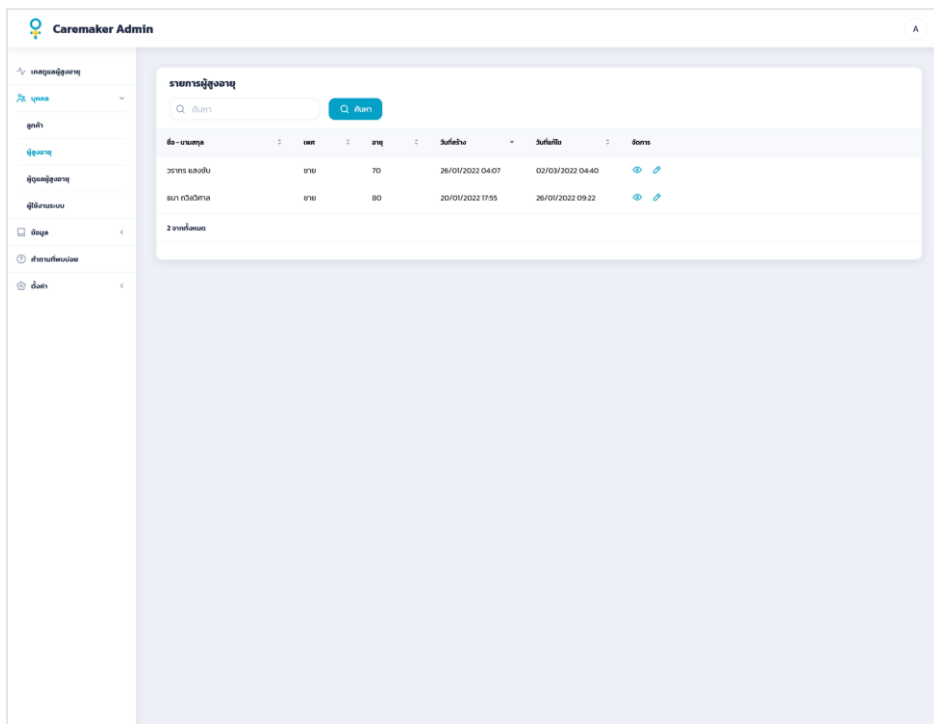 Caremaker Admin
A
เคสดูแลผู้สูงอายุ
บุคคล
ลูกค้า
ผู้สูงอายุ
ผู้ดูแลผู้สูงอายุ
ผู้ใช้งานระบบ
ข้อมูล
คำถามที่พบบ่อย
ตั้งค่า
รายการผู้สูงอายุ
ค้นหา ค้นหา
ชื่อ - นามสกุล เพศ อายุ วันที่สร้าง วันที่แก้ไข จัดการ
วรากร แสงยับ ชาย 70 26/01/2022 04:07 02/03/2022 04:40
ธนา ทวิลวิศาล ชาย 80 20/01/2022 17:55 26/01/2022 09:22
2 จากทั้งหมด